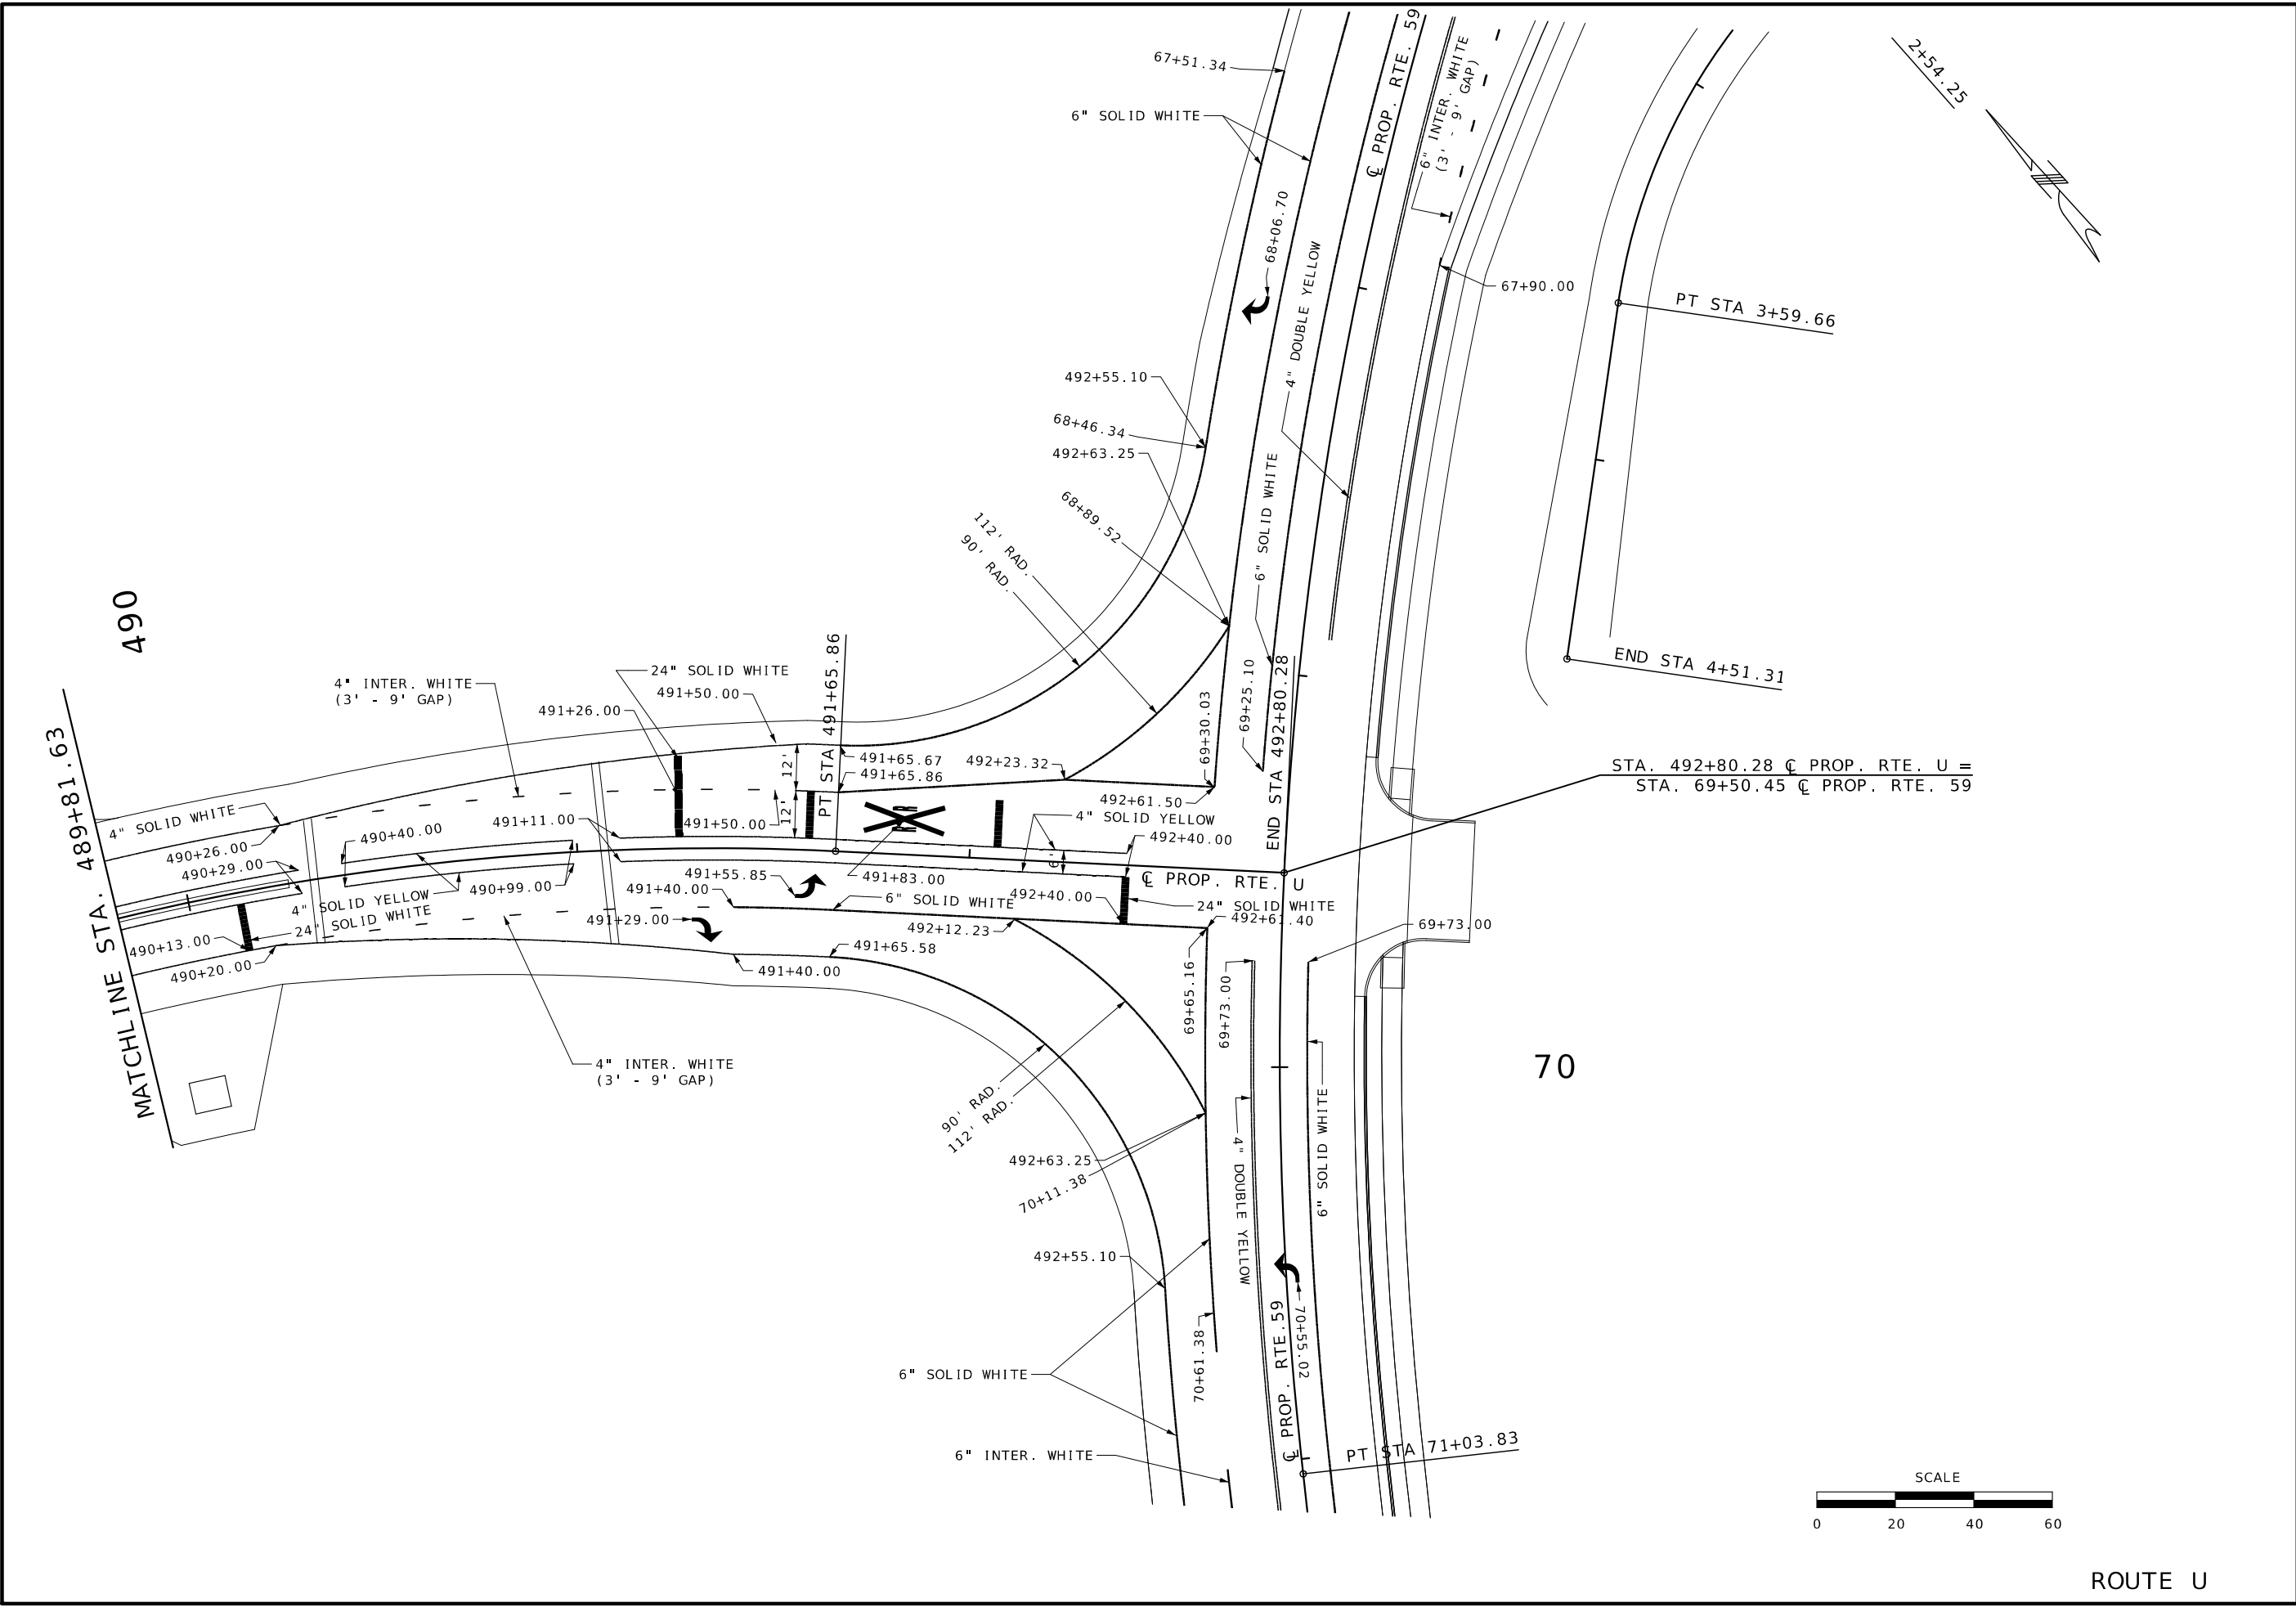 67+51.34
6" SOLID WHITE
℄ PROP. RTE. 59
6" INTER. WHITE
(3' - 9' GAP)
2+54.25
68+06.70
4" DOUBLE YELLOW
67+90.00
PT STA 3+59.66
492+55.10
68+46.34
492+63.25
68+89.52
112' RAD.
90' RAD.
6" SOLID WHITE
490
END STA 4+51.31
PT STA 491+65.86
24" SOLID WHITE
491+50.00
491+26.00
4" INTER. WHITE
(3' - 9' GAP)
69+30.03
69+25.10
END STA 492+80.28
MATCHLINE STA. 489+81.63
12'
12'
491+65.67
491+65.86
492+23.32
STA. 492+80.28 ℄ PROP. RTE. U =
STA. 69+50.45 ℄ PROP. RTE. 59
4" SOLID WHITE
490+40.00
491+11.00
491+50.00
R R
492+61.50
4" SOLID YELLOW
492+40.00
490+26.00
490+29.00
6'
490+99.00
491+55.85
491+83.00
℄ PROP. RTE. U
491+40.00
6" SOLID WHITE
492+40.00
24" SOLID WHITE
4" SOLID YELLOW
24" SOLID WHITE
491+29.00
492+12.23
492+61.40
69+73.00
490+13.00
490+20.00
491+65.58
491+40.00
69+65.16
69+73.00
4" INTER. WHITE
(3' - 9' GAP)
70
90' RAD.
112' RAD.
6" SOLID WHITE
4" DOUBLE YELLOW
492+63.25
70+11.38
492+55.10
70+61.38
℄ PROP. RTE.59
70+55.02
6" SOLID WHITE
6" INTER. WHITE
PT STA 71+03.83
SCALE
0 20 40 60
ROUTE U